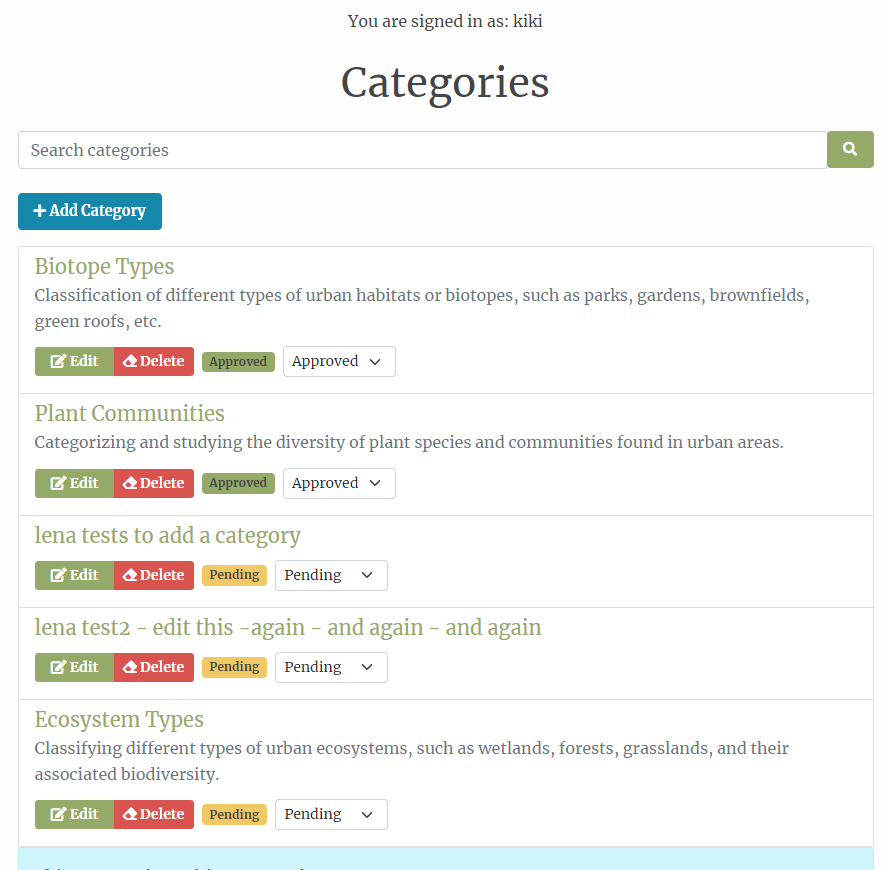 You are signed in as: kiki
Categories
Search categories
Add Category
Biotope Types
Classification of different types of urban habitats or biotopes, such as parks, gardens, brownfields,
green roofs, etc.
Edit Delete Approved Approved
Plant Communities
Categorizing and studying the diversity of plant species and communities found in urban areas.
Edit Delete Approved Approved
lena tests to add a category
Edit Delete Pending Pending
lena test2 - edit this -again - and again - and again
Edit Delete Pending Pending
Ecosystem Types
Classifying different types of urban ecosystems, such as wetlands, forests, grasslands, and their
associated biodiversity.
Edit Delete Pending Pending